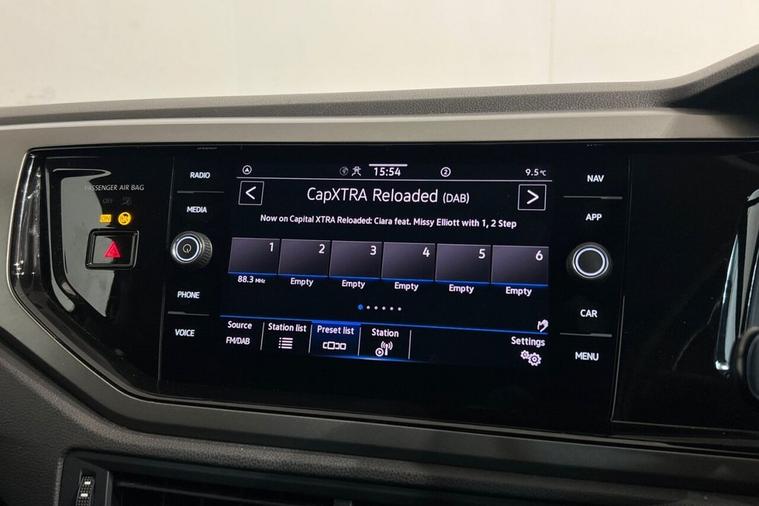 PASSENGER AIR BAG
OFF
ON
RADIO
MEDIA
PHONE
VOICE
A
15:54
2
9.5°C
< CapXTRA Reloaded (DAB) >
Now on Capital XTRA Reloaded: Ciara feat. Missy Elliott with 1, 2 Step
1 2 3 4 5 6
88.3 MHz Empty Empty Empty Empty Empty
Source Station list Preset list Station Settings
FM/DAB
NAV
APP
CAR
MENU